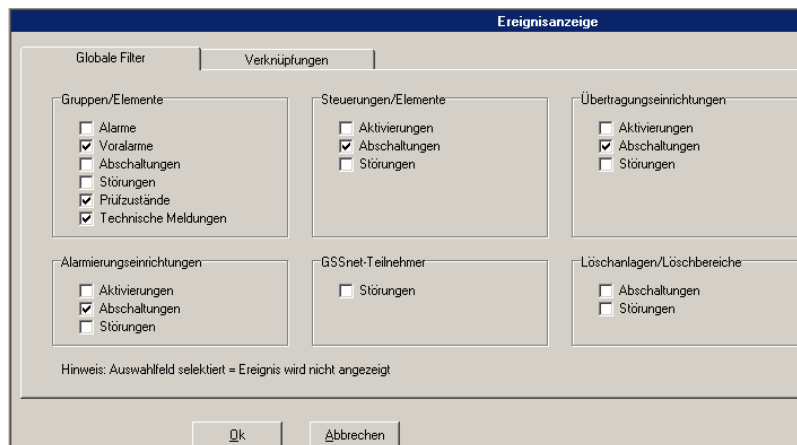 Ereignisanzeige
Globale Filter
Verknüpfungen
Gruppen/Elemente
Alarme
Voralarme
Abschaltungen
Störungen
Prüfzustände
Technische Meldungen
Steuerungen/Elemente
Aktivierungen
Abschaltungen
Störungen
Übertragungseinrichtungen
Aktivierungen
Abschaltungen
Störungen
Alarmierungseinrichtungen
Aktivierungen
Abschaltungen
Störungen
GSSnet-Teilnehmer
Störungen
Löschanlagen/Löschbereiche
Abschaltungen
Störungen
Hinweis: Auswahlfeld selektiert = Ereignis wird nicht angezeigt
Ok
Abbrechen